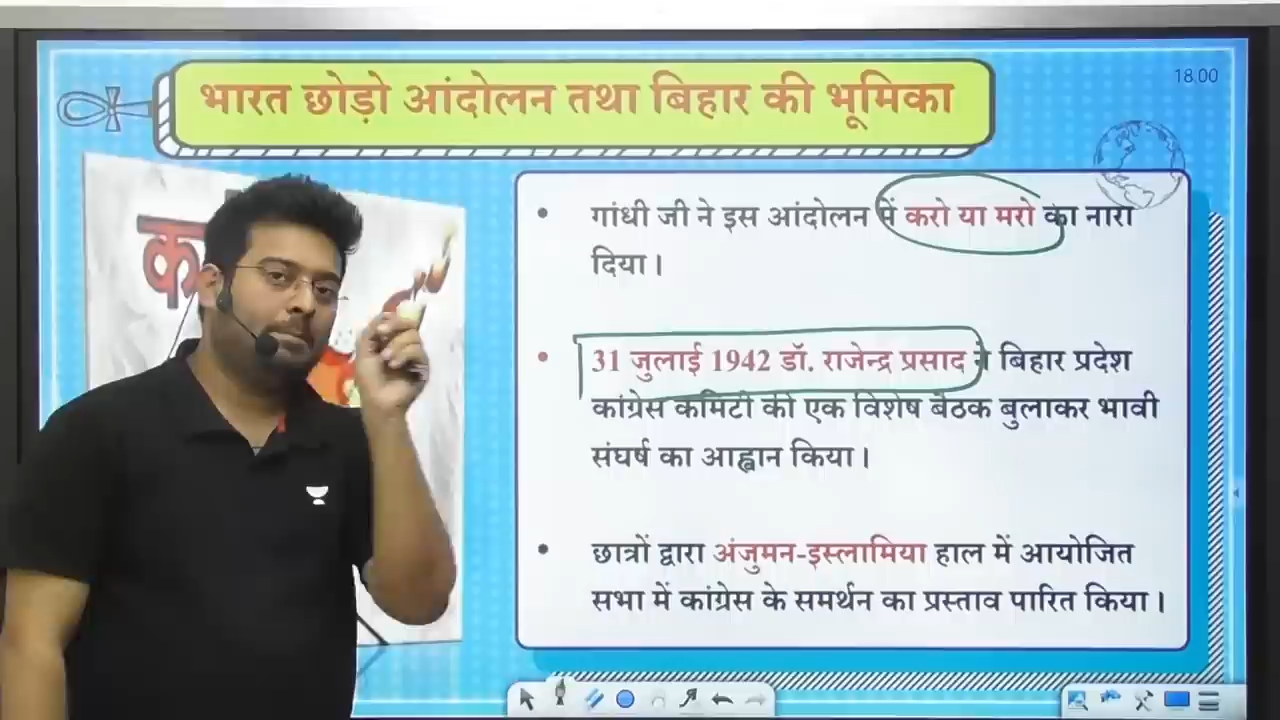 18.00
भारत छोड़ो आंदोलन तथा बिहार की भूमिका
क
गांधी जी ने इस आंदोलन में करो या मरो का नारा
दिया।
31 जुलाई 1942 डॉ. राजेन्द्र प्रसाद ने बिहार प्रदेश
कांग्रेस कमिटी की एक विशेष बैठक बुलाकर भावी
संघर्ष का आह्वान किया।
छात्रों द्वारा अंजुमन-इस्लामिया हाल में आयोजित
सभा में कांग्रेस के समर्थन का प्रस्ताव पारित किया।